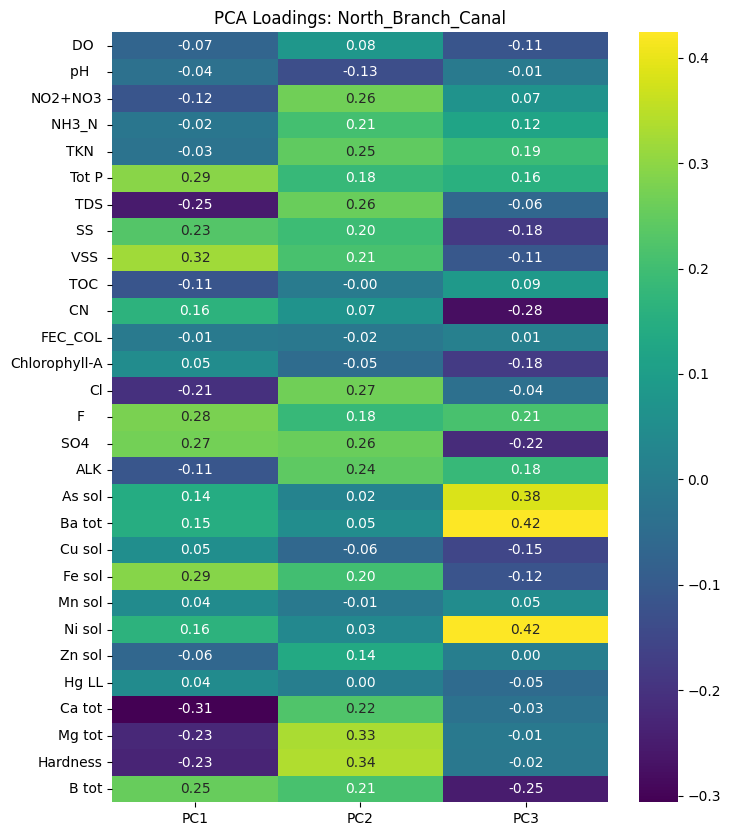 PCA Loadings: North_Branch_Canal
DO -0.07 0.08 -0.11
pH -0.04 -0.13 -0.01
NO2+NO3 -0.12 0.26 0.07
NH3_N -0.02 0.21 0.12
TKN -0.03 0.25 0.19
Tot P 0.29 0.18 0.16
TDS -0.25 0.26 -0.06
SS 0.23 0.20 -0.18
VSS 0.32 0.21 -0.11
TOC -0.11 -0.00 0.09
CN 0.16 0.07 -0.28
FEC_COL -0.01 -0.02 0.01
Chlorophyll-A 0.05 -0.05 -0.18
Cl -0.21 0.27 -0.04
F 0.28 0.18 0.21
SO4 0.27 0.26 -0.22
ALK -0.11 0.24 0.18
As sol 0.14 0.02 0.38
Ba tot 0.15 0.05 0.42
Cu sol 0.05 -0.06 -0.15
Fe sol 0.29 0.20 -0.12
Mn sol 0.04 -0.01 0.05
Ni sol 0.16 0.03 0.42
Zn sol -0.06 0.14 0.00
Hg LL 0.04 0.00 -0.05
Ca tot -0.31 0.22 -0.03
Mg tot -0.23 0.33 -0.01
Hardness -0.23 0.34 -0.02
B tot 0.25 0.21 -0.25
PC1 PC2 PC3
0.4
0.3
0.2
0.1
0.0
−0.1
−0.2
−0.3